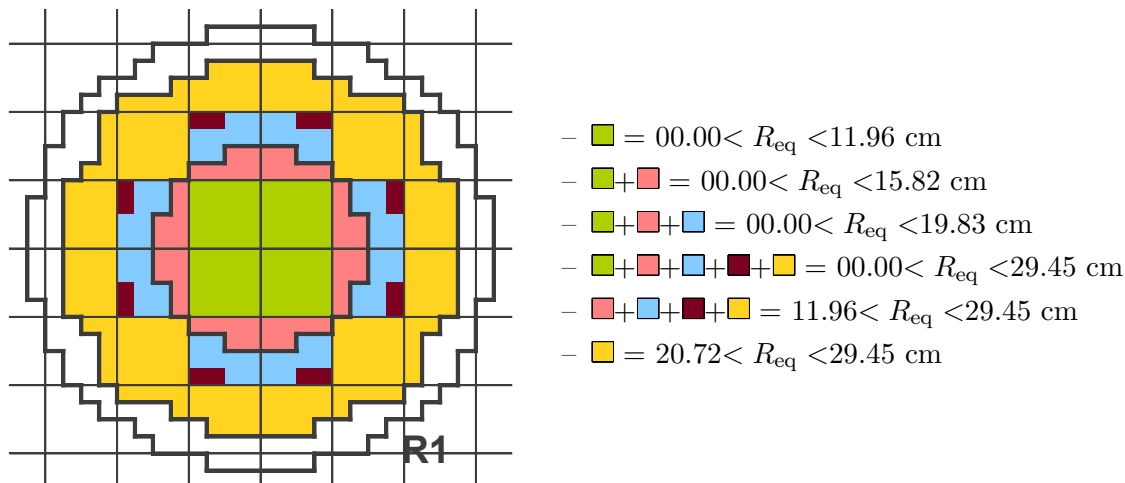 – = 00.00< R_eq <11.96 cm
– + = 00.00< R_eq <15.82 cm
– + + = 00.00< R_eq <19.83 cm
– + + + + = 00.00< R_eq <29.45 cm
– + + + = 11.96< R_eq <29.45 cm
– = 20.72< R_eq <29.45 cm
R1